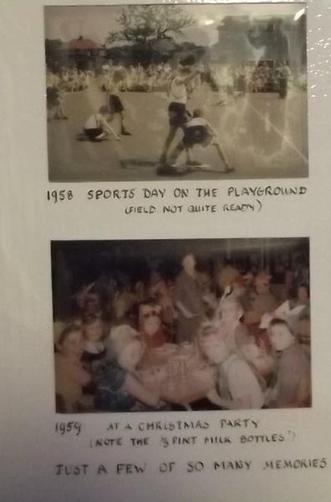 1958 SPORTS DAY ON THE PLAYGROUND
(FIELD NOT QUITE READY)
1959 AT A CHRISTMAS PARTY
(NOTE THE "⅓ PINT MILK BOTTLES")
JUST A FEW OF SO MANY MEMORIES